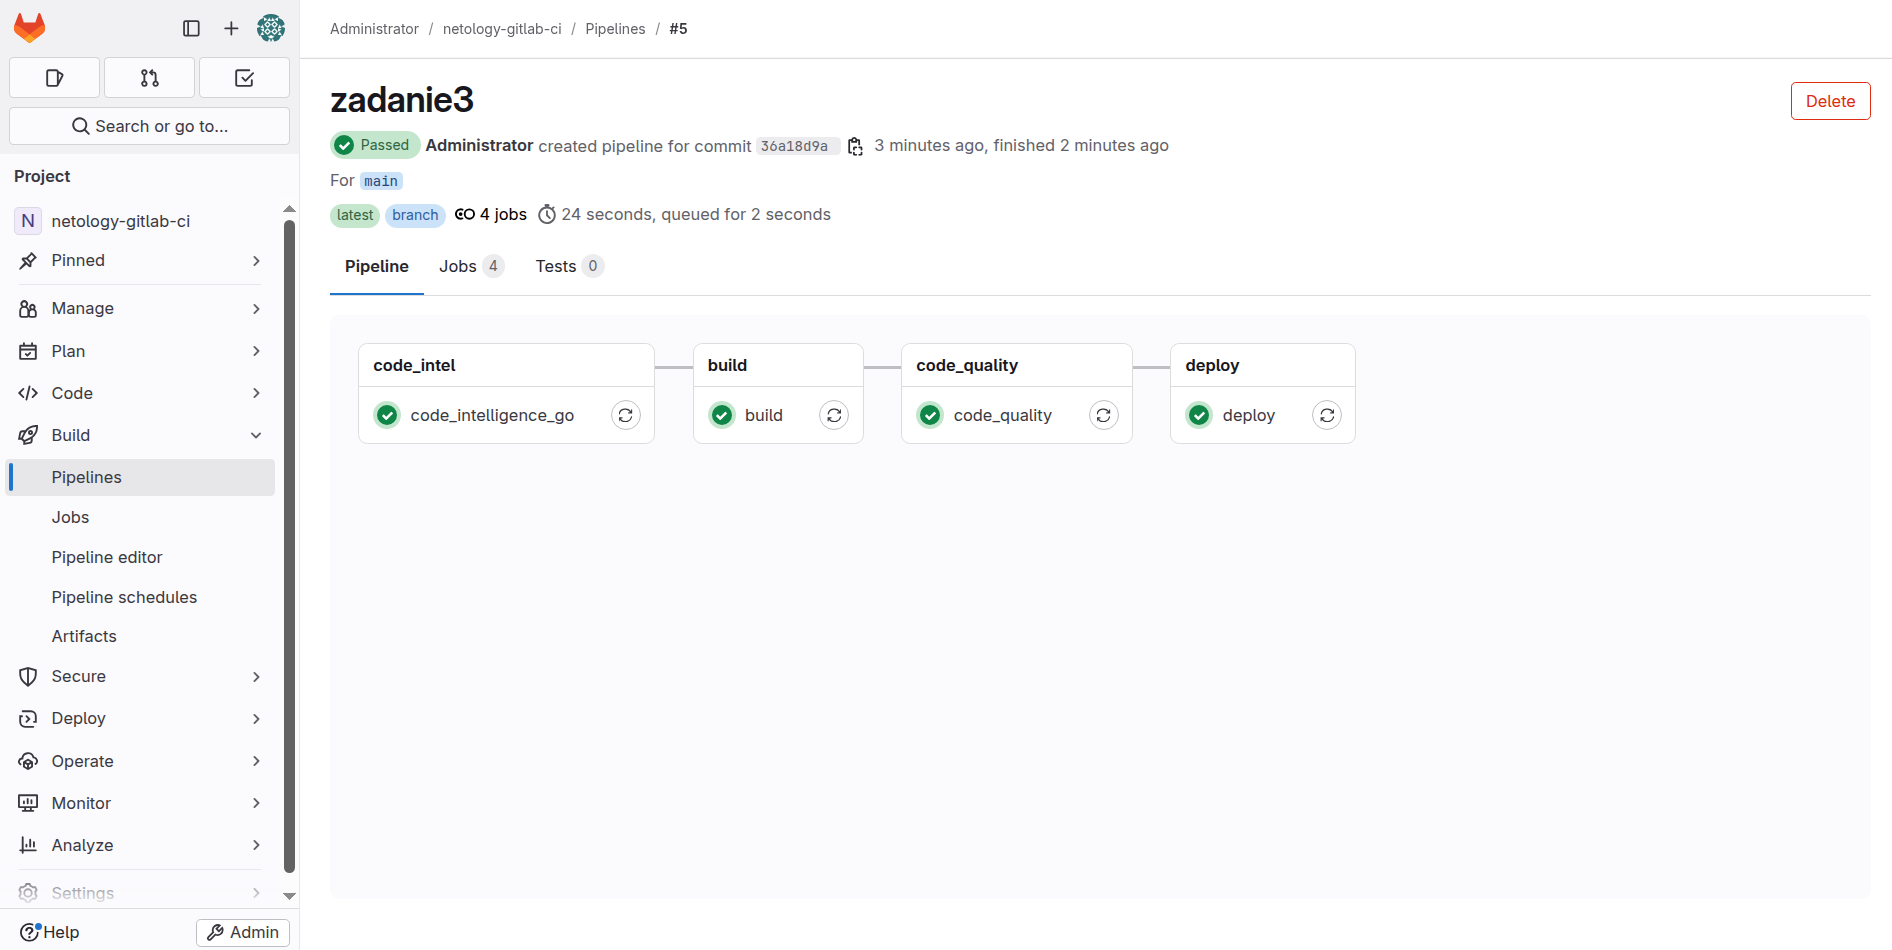 Administrator / netology-gitlab-ci / Pipelines / #5
Search or go to...
Project
N netology-gitlab-ci
Pinned
Manage
Plan
Code
Build
Pipelines
Jobs
Pipeline editor
Pipeline schedules
Artifacts
Secure
Deploy
Operate
Monitor
Analyze
Settings
Help
Admin
zadanie3
Delete
Passed Administrator created pipeline for commit 36a18d9a 3 minutes ago, finished 2 minutes ago
For main
latest branch 4 jobs 24 seconds, queued for 2 seconds
Pipeline Jobs 4 Tests 0
code_intel build code_quality deploy
code_intelligence_go build code_quality deploy